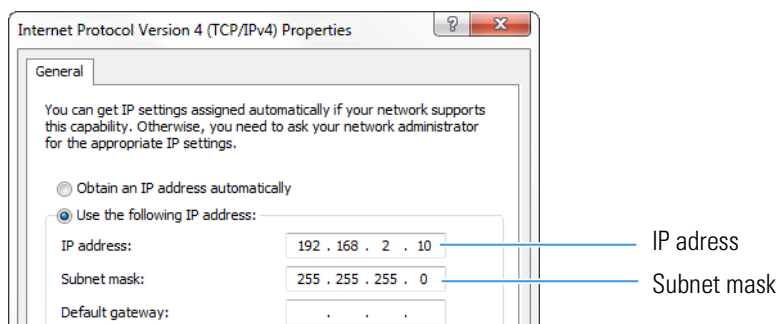 Internet Protocol Version 4 (TCP/IPv4) Properties
General
You can get IP settings assigned automatically if your network supports
this capability. Otherwise, you need to ask your network administrator
for the appropriate IP settings.
Obtain an IP address automatically
Use the following IP address:
IP address: 192 . 168 . 2 . 10 IP adress
Subnet mask: 255 . 255 . 255 . 0 Subnet mask
Default gateway: . . .